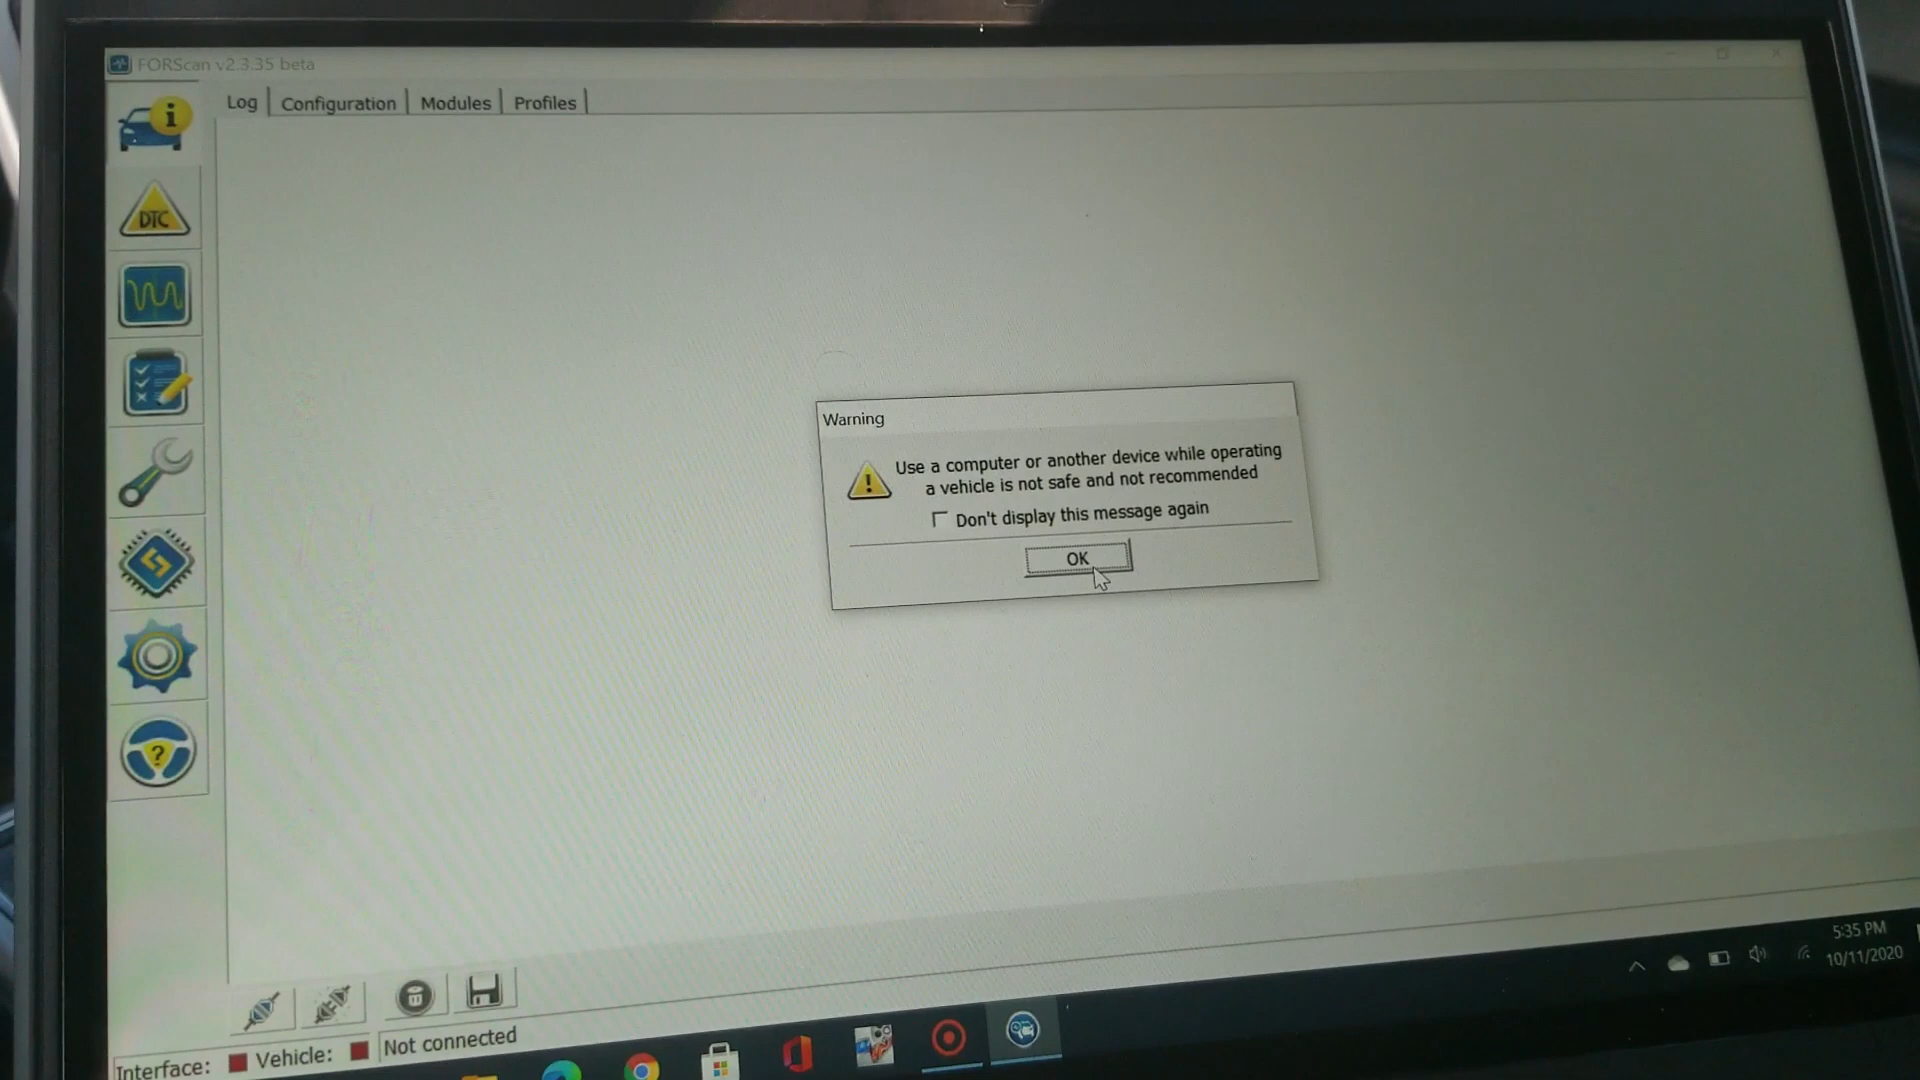 FORScan v2.3.35 beta
Log Configuration Modules Profiles
i
DTC
Warning
!
Use a computer or another device while operating
a vehicle is not safe and not recommended
Don't display this message again
OK
?
Interface: Vehicle: Not connected
5:35 PM
10/11/2020